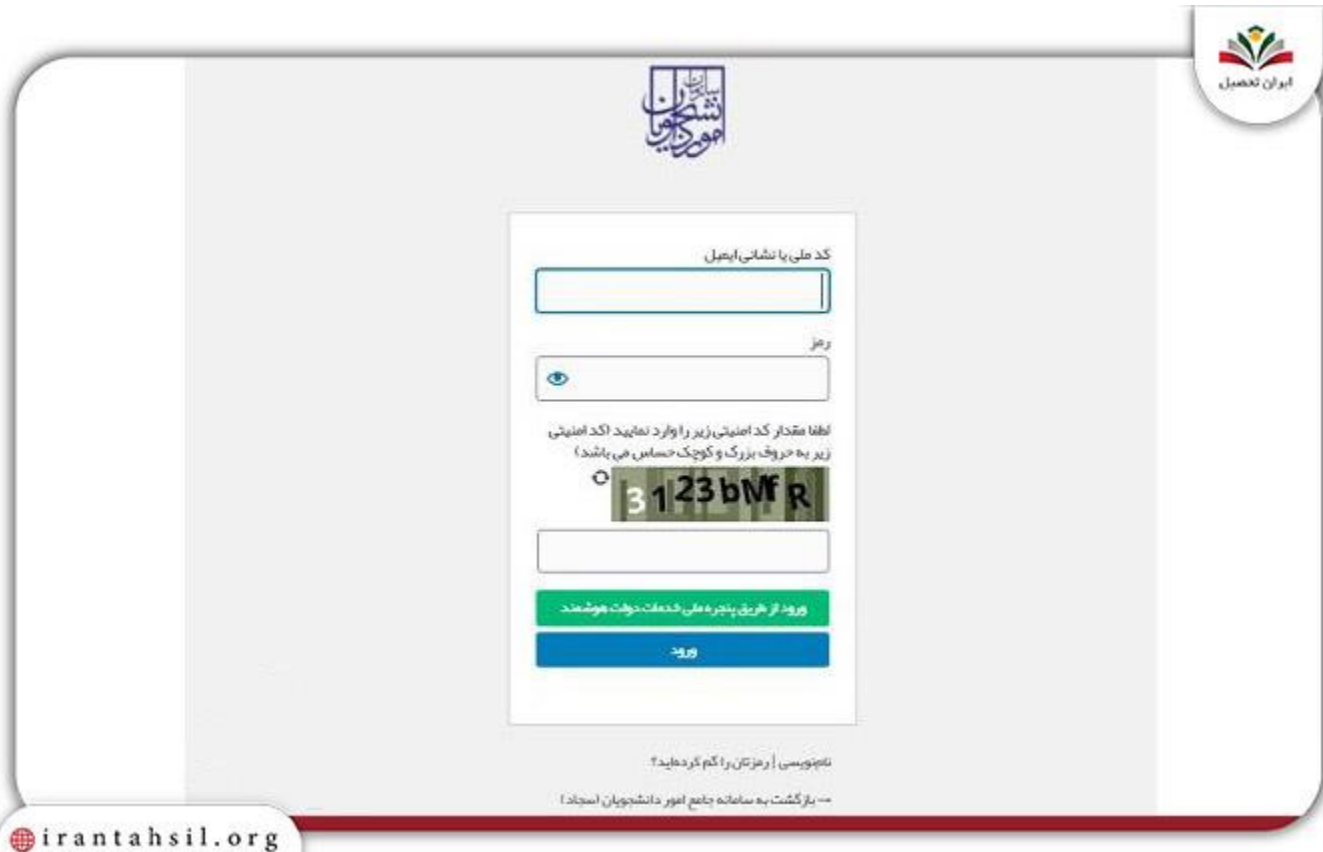 ایران تحصیل
سازمان
امور دانشجویان
کد ملی یا نشانی ایمیل
رمز
لطفا مقدار کد امنیتی زیر را وارد نمایید (کد امنیتی
زیر به حروف بزرگ و کوچک حساس می باشد)
3123bMfR
ورود از طریق پنجره ملی خدمات دولت هوشمند
ورود
نام‌نویسی | رمزتان را گم کرده‌اید؟
→ بازگشت به سامانه جامع امور دانشجویان (سجاد)
irantahsil.org